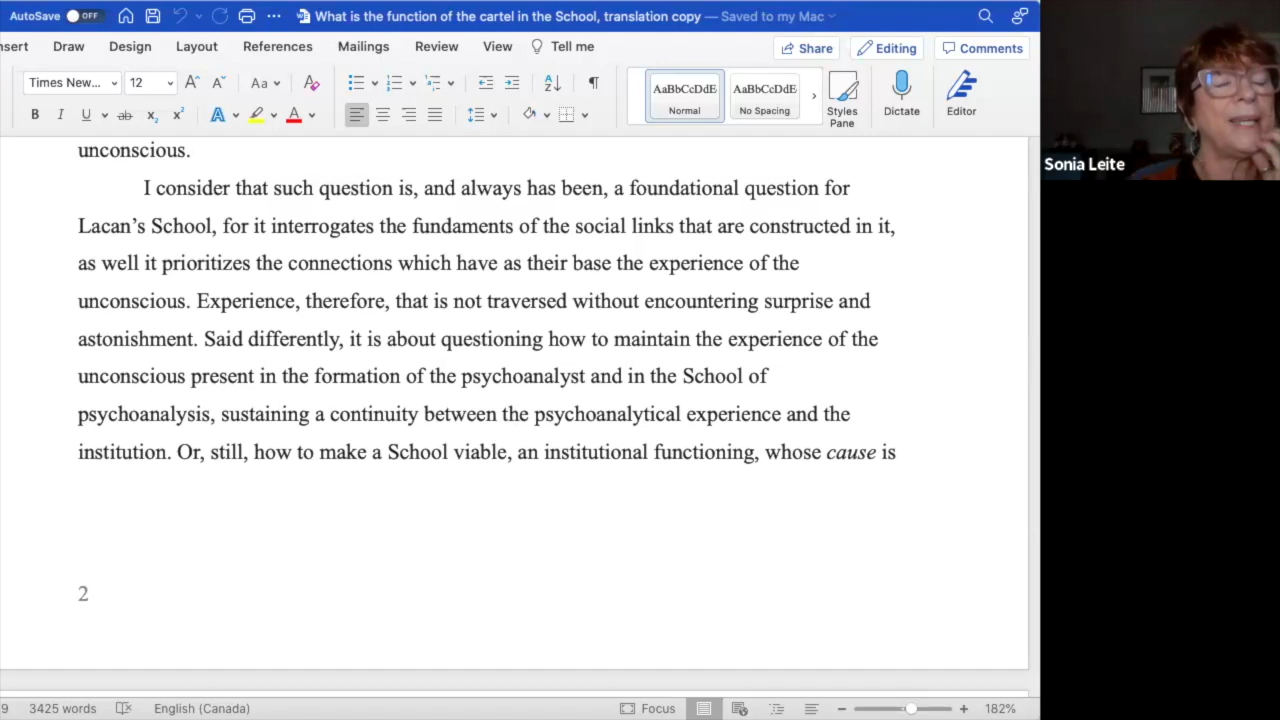 AutoSave OFF What is the function of the cartel in the School, translation copy — Saved to my Mac
nsert Draw Design Layout References Mailings Review View Tell me Share Editing Comments
Times New... 12 A A Aa A AaBbCcDdE AaBbCcDdE
B I U ab x₂ x² A A Normal No Spacing Styles Pane Dictate Editor
Sonia Leite
unconscious.
I consider that such question is, and always has been, a foundational question for
Lacan's School, for it interrogates the fundaments of the social links that are constructed in it,
as well it prioritizes the connections which have as their base the experience of the
unconscious. Experience, therefore, that is not traversed without encountering surprise and
astonishment. Said differently, it is about questioning how to maintain the experience of the
unconscious present in the formation of the psychoanalyst and in the School of
psychoanalysis, sustaining a continuity between the psychoanalytical experience and the
institution. Or, still, how to make a School viable, an institutional functioning, whose cause is
2
9 3425 words English (Canada) Focus 182%